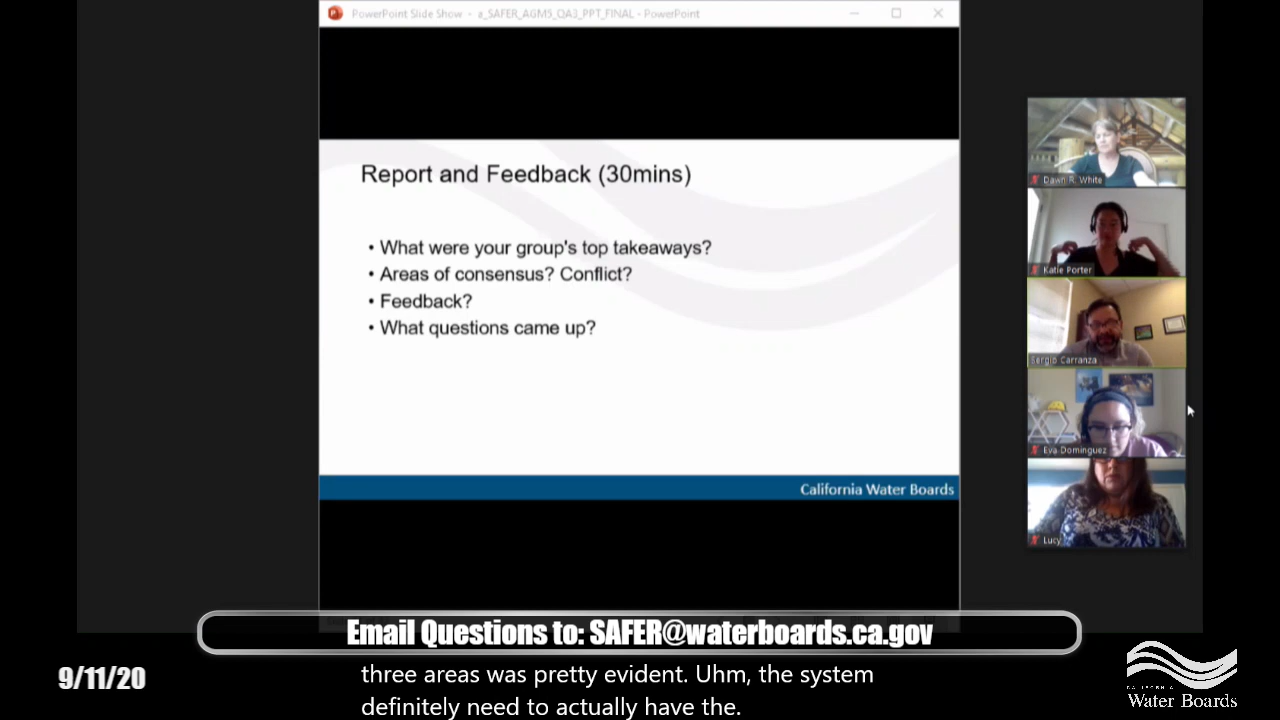 PowerPoint Slide Show - a_SAFER_AGM5_QA3_PPT_FINAL - PowerPoint
Report and Feedback (30mins)
• What were your group's top takeaways?
• Areas of consensus? Conflict?
• Feedback?
• What questions came up?
California Water Boards
Dawn R. White
Katie Porter
Sergio Carranza
Eva Dominguez
Lucy
Email Questions to: SAFER@waterboards.ca.gov
9/11/20
three areas was pretty evident. Uhm, the system
definitely need to actually have the.
CALIFORNIA
Water Boards